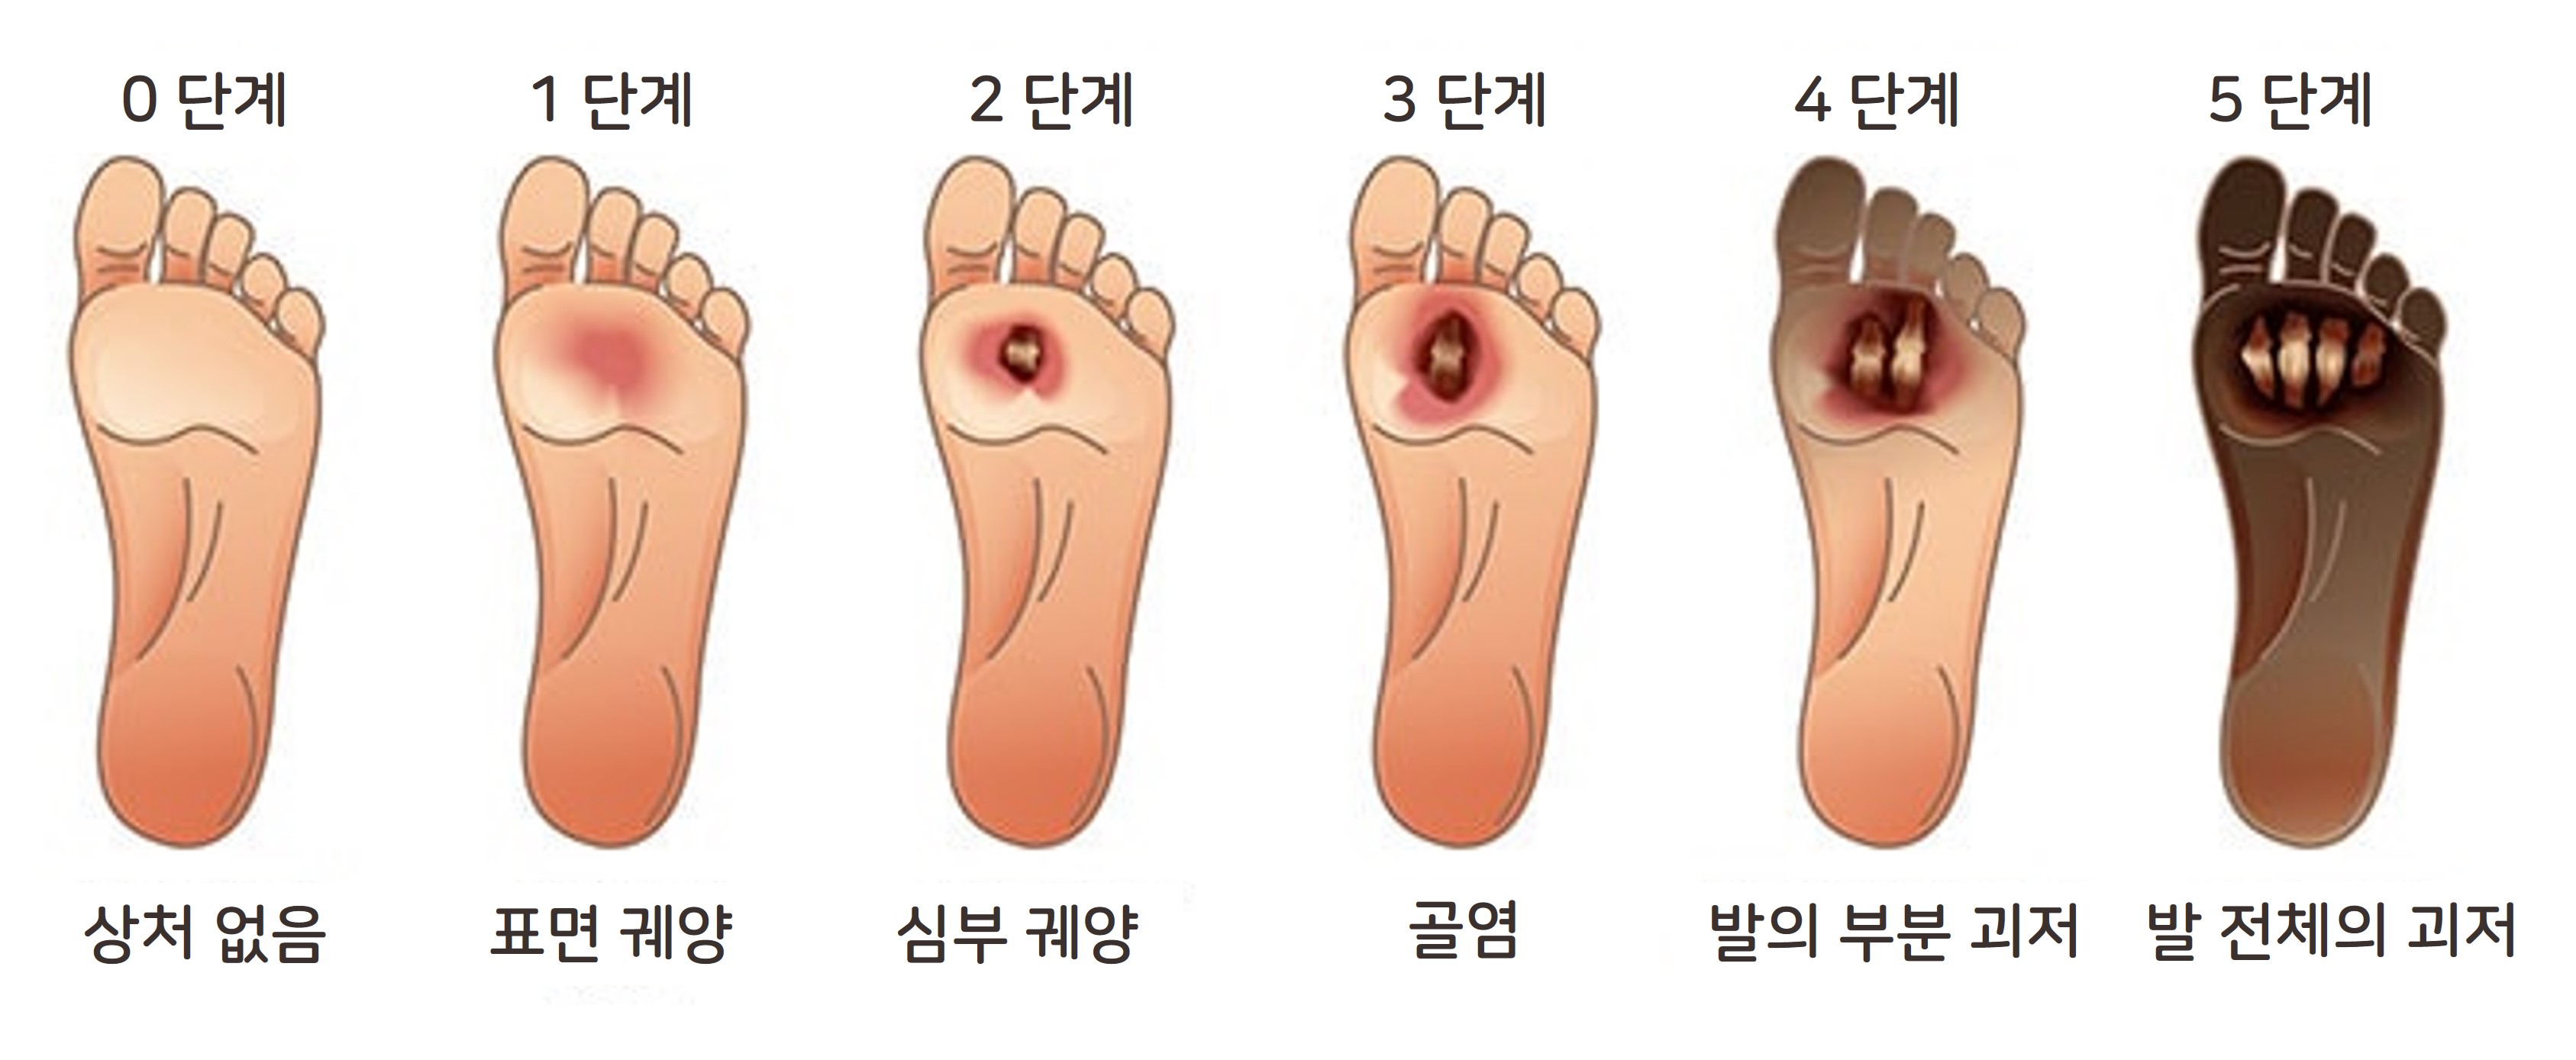 0 단계
1 단계
2 단계
3 단계
4 단계
5 단계
상처 없음
표면 궤양
심부 궤양
골염
발의 부분 괴저
발 전체의 괴저